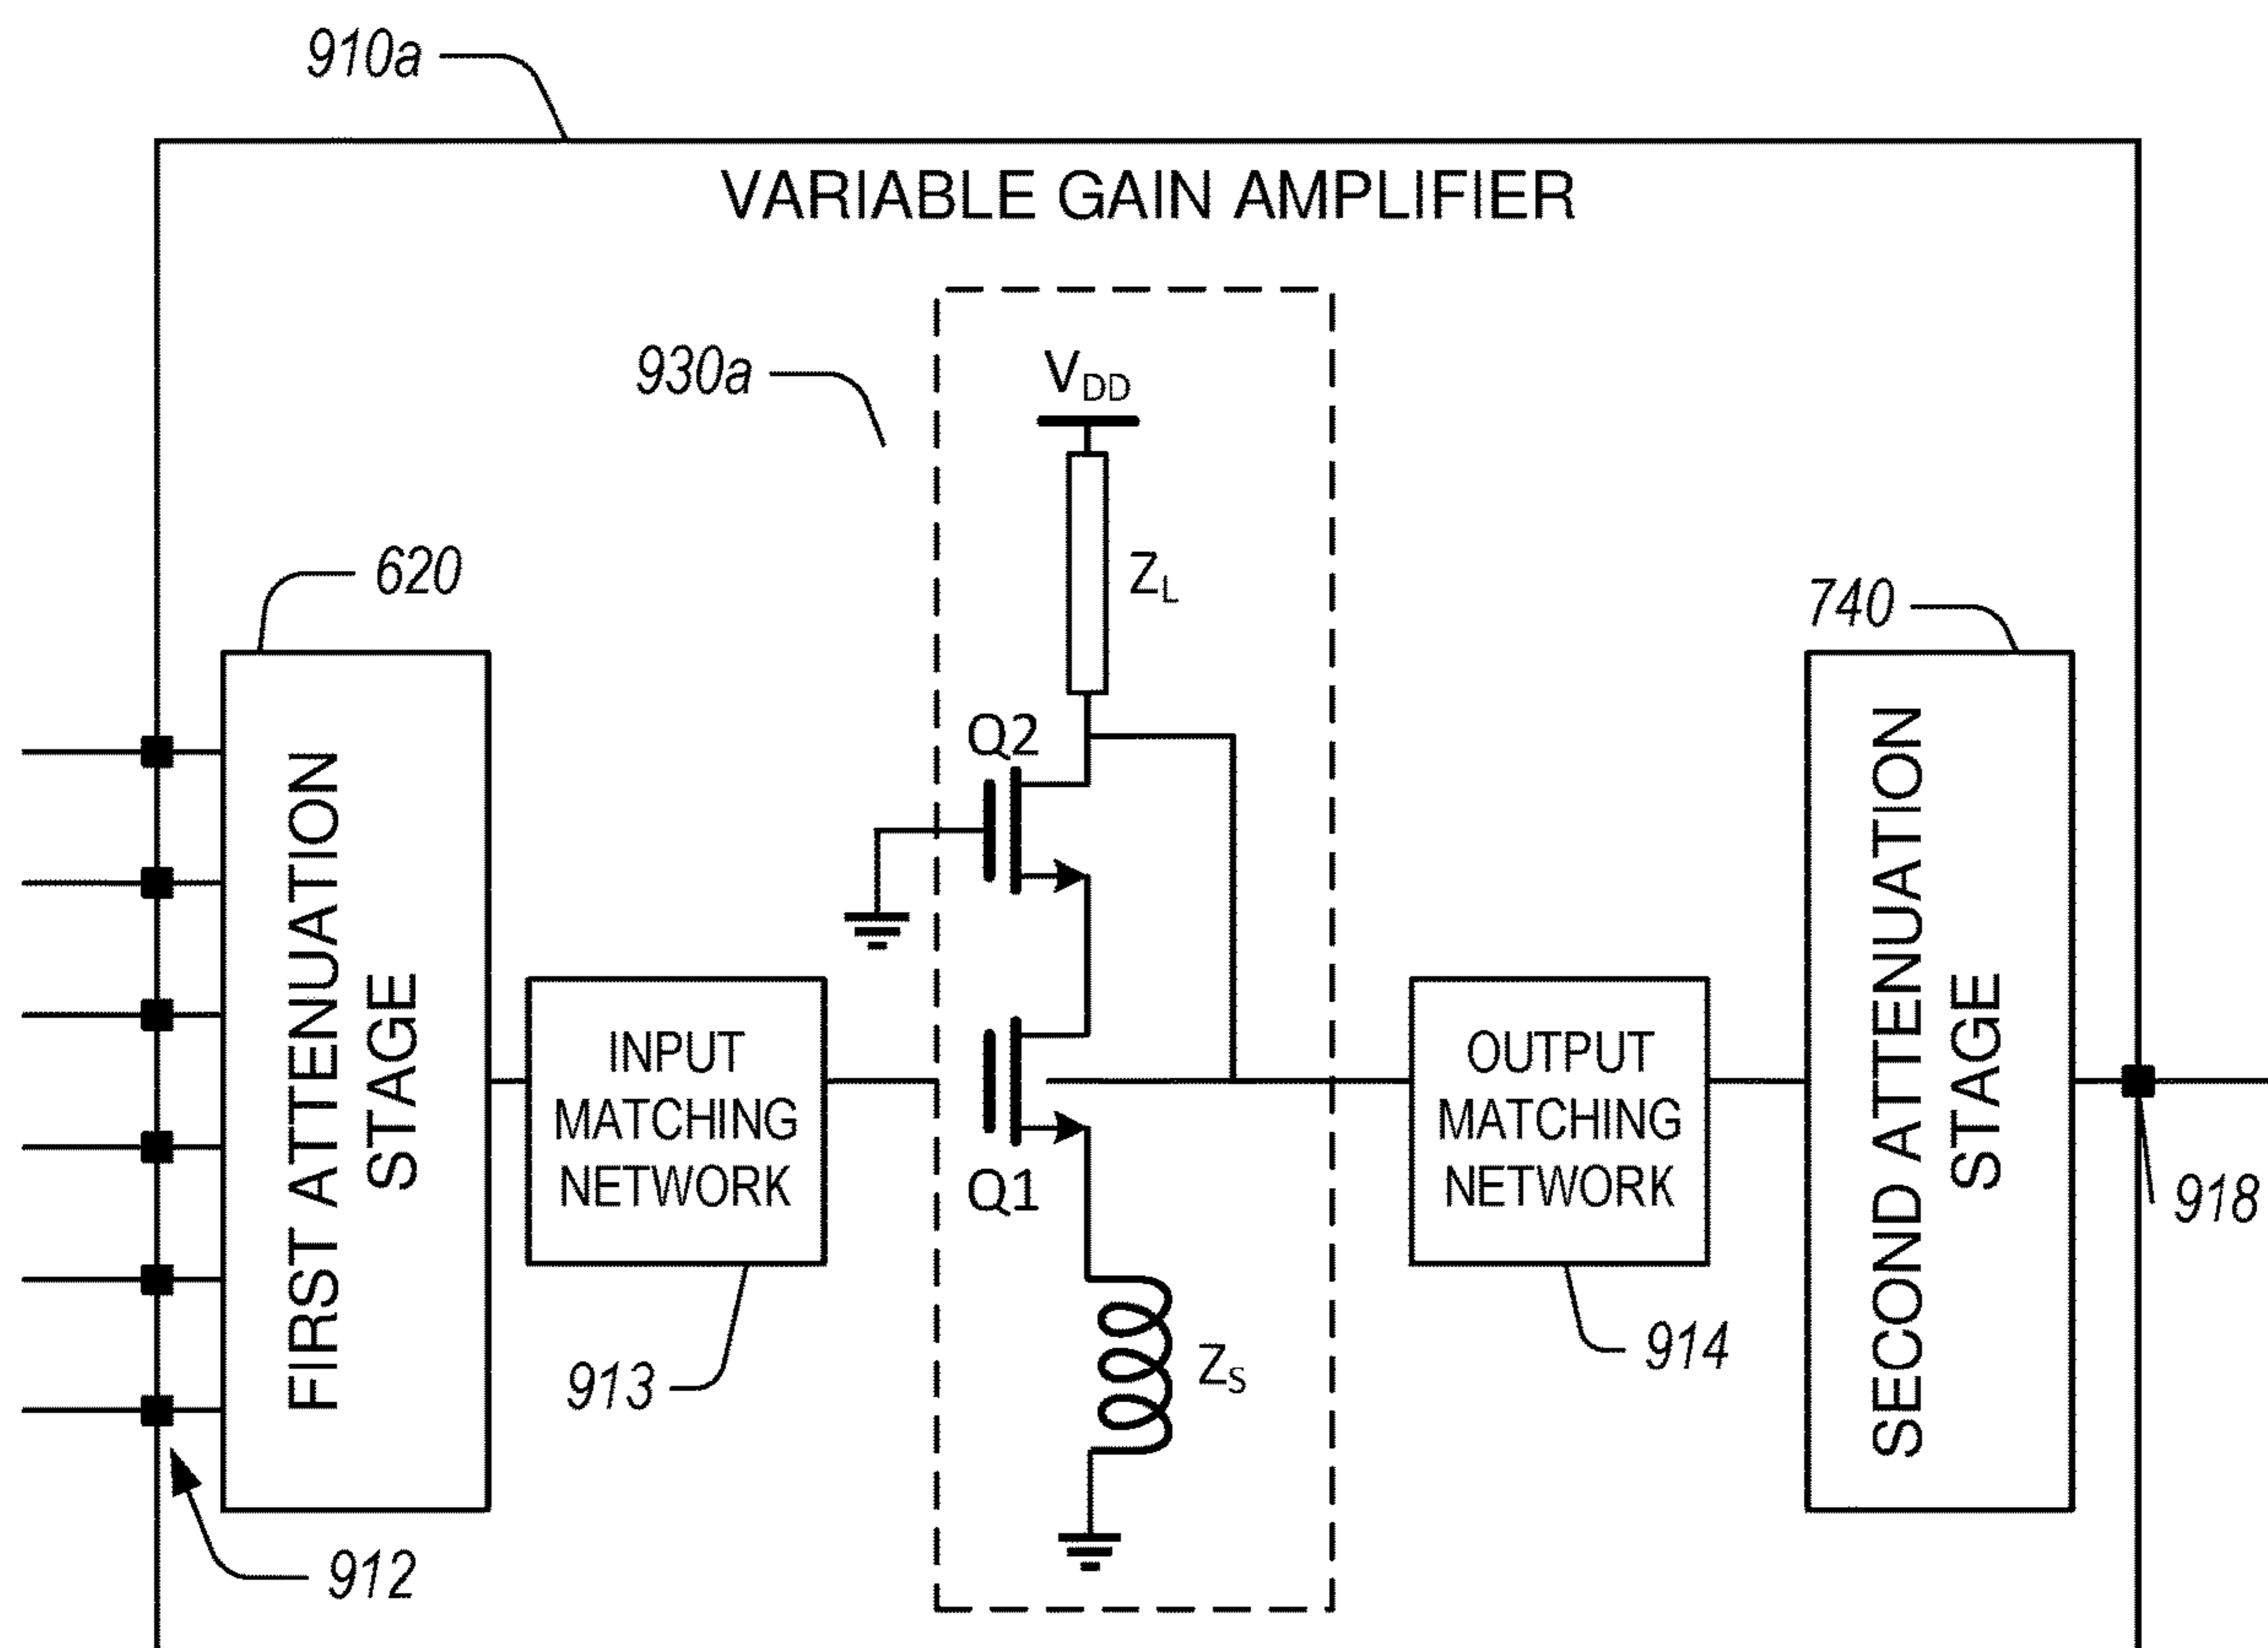 910a
VARIABLE GAIN AMPLIFIER
930a
VDD
620
ZL
740
Q2
FIRST ATTENUATION
STAGE
INPUT
MATCHING
NETWORK
Q1
OUTPUT
MATCHING
NETWORK
SECOND ATTENUATION
STAGE
918
913
ZS
914
912